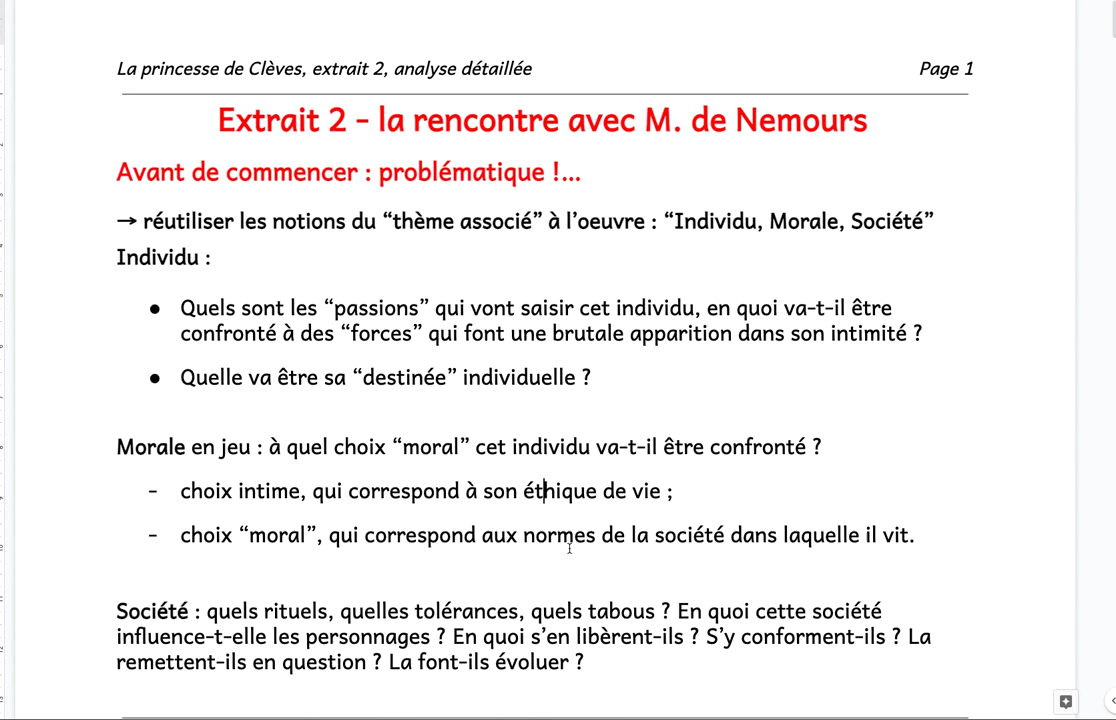 La princesse de Clèves, extrait 2, analyse détaillée Page 1
Extrait 2 - la rencontre avec M. de Nemours
Avant de commencer : problématique !...
→ réutiliser les notions du “thème associé” à l’oeuvre : “Individu, Morale, Société”
Individu :
● Quels sont les “passions” qui vont saisir cet individu, en quoi va-t-il être
confronté à des “forces” qui font une brutale apparition dans son intimité ?
● Quelle va être sa “destinée” individuelle ?
Morale en jeu : à quel choix “moral” cet individu va-t-il être confronté ?
- choix intime, qui correspond à son éthique de vie ;
- choix “moral”, qui correspond aux normes de la société dans laquelle il vit.
Société : quels rituels, quelles tolérances, quels tabous ? En quoi cette société
influence-t-elle les personnages ? En quoi s’en libèrent-ils ? S’y conforment-ils ? La
remettent-ils en question ? La font-ils évoluer ?